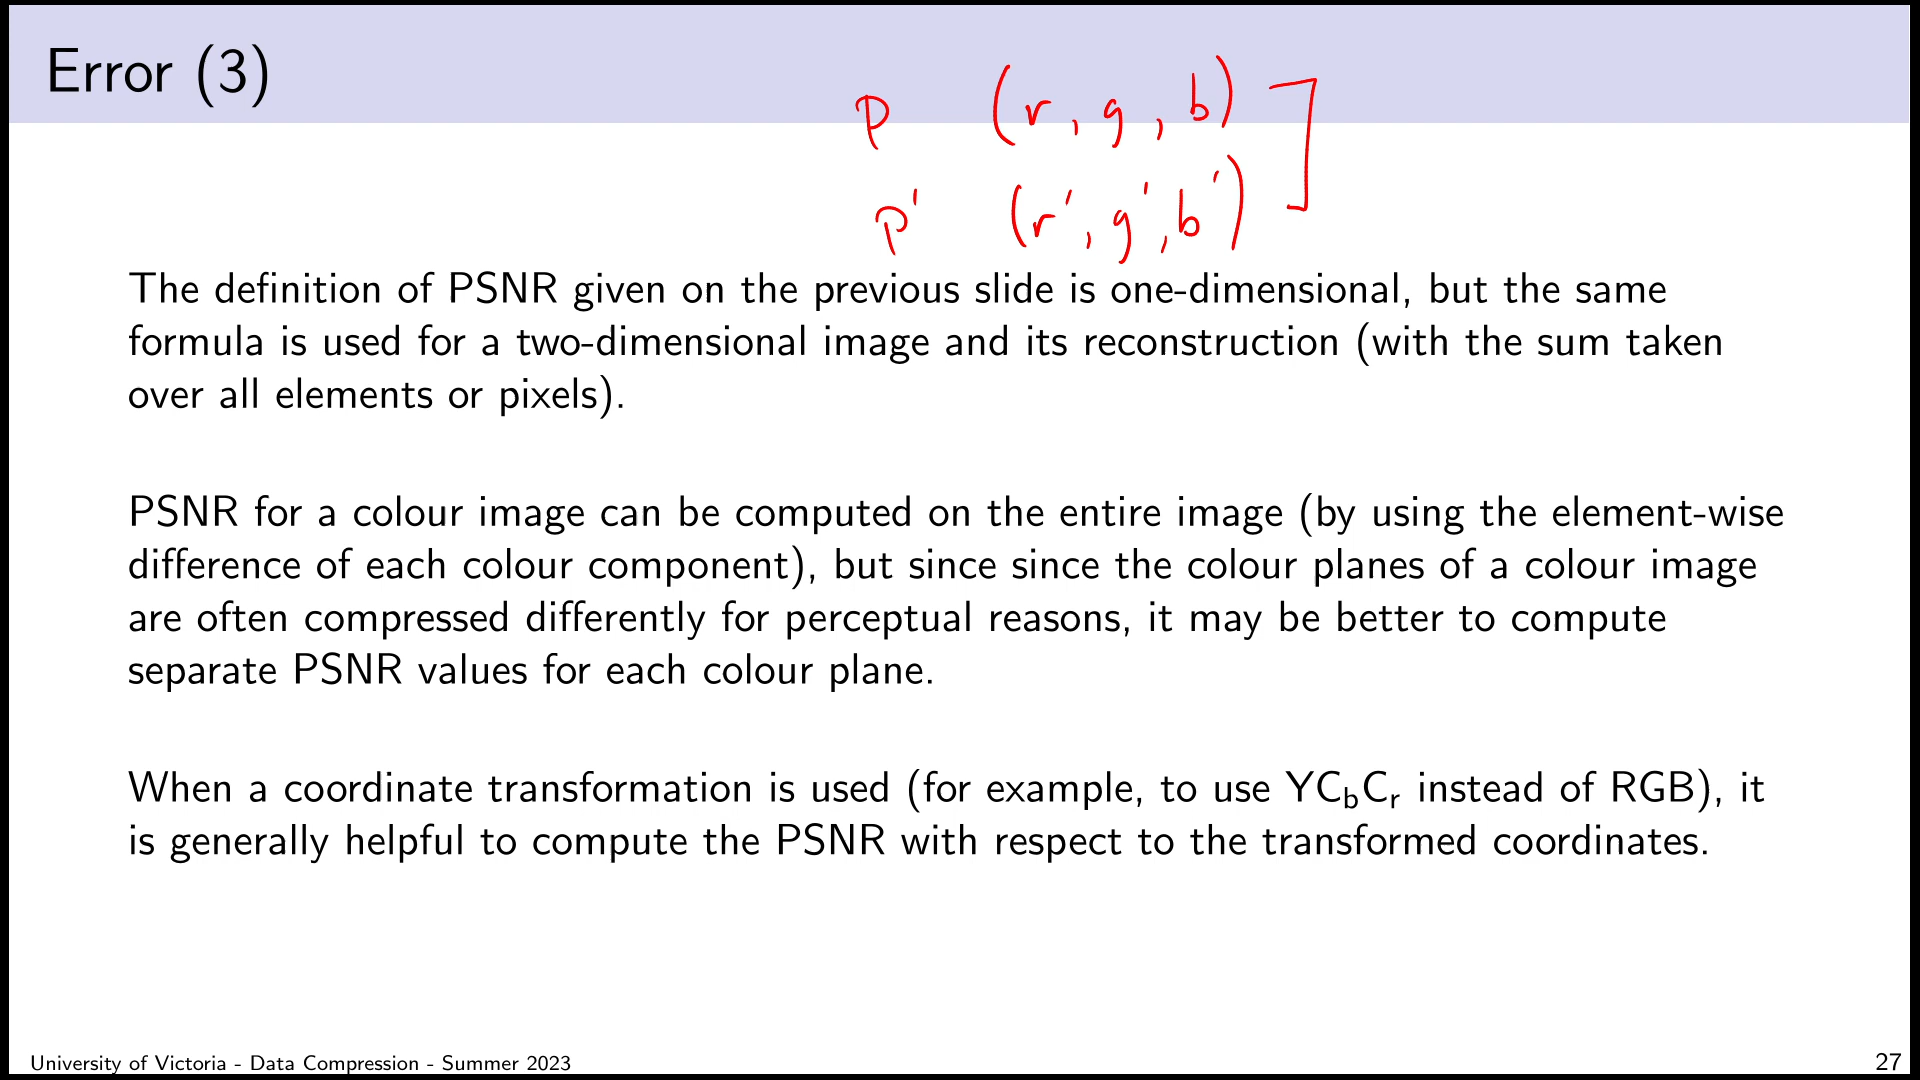 Error (3)
p (r, g, b)
p' (r', g', b')
The definition of PSNR given on the previous slide is one-dimensional, but the same
formula is used for a two-dimensional image and its reconstruction (with the sum taken
over all elements or pixels).
PSNR for a colour image can be computed on the entire image (by using the element-wise
difference of each colour component), but since since the colour planes of a colour image
are often compressed differently for perceptual reasons, it may be better to compute
separate PSNR values for each colour plane.
When a coordinate transformation is used (for example, to use YCbCr instead of RGB), it
is generally helpful to compute the PSNR with respect to the transformed coordinates.
University of Victoria - Data Compression - Summer 2023
27